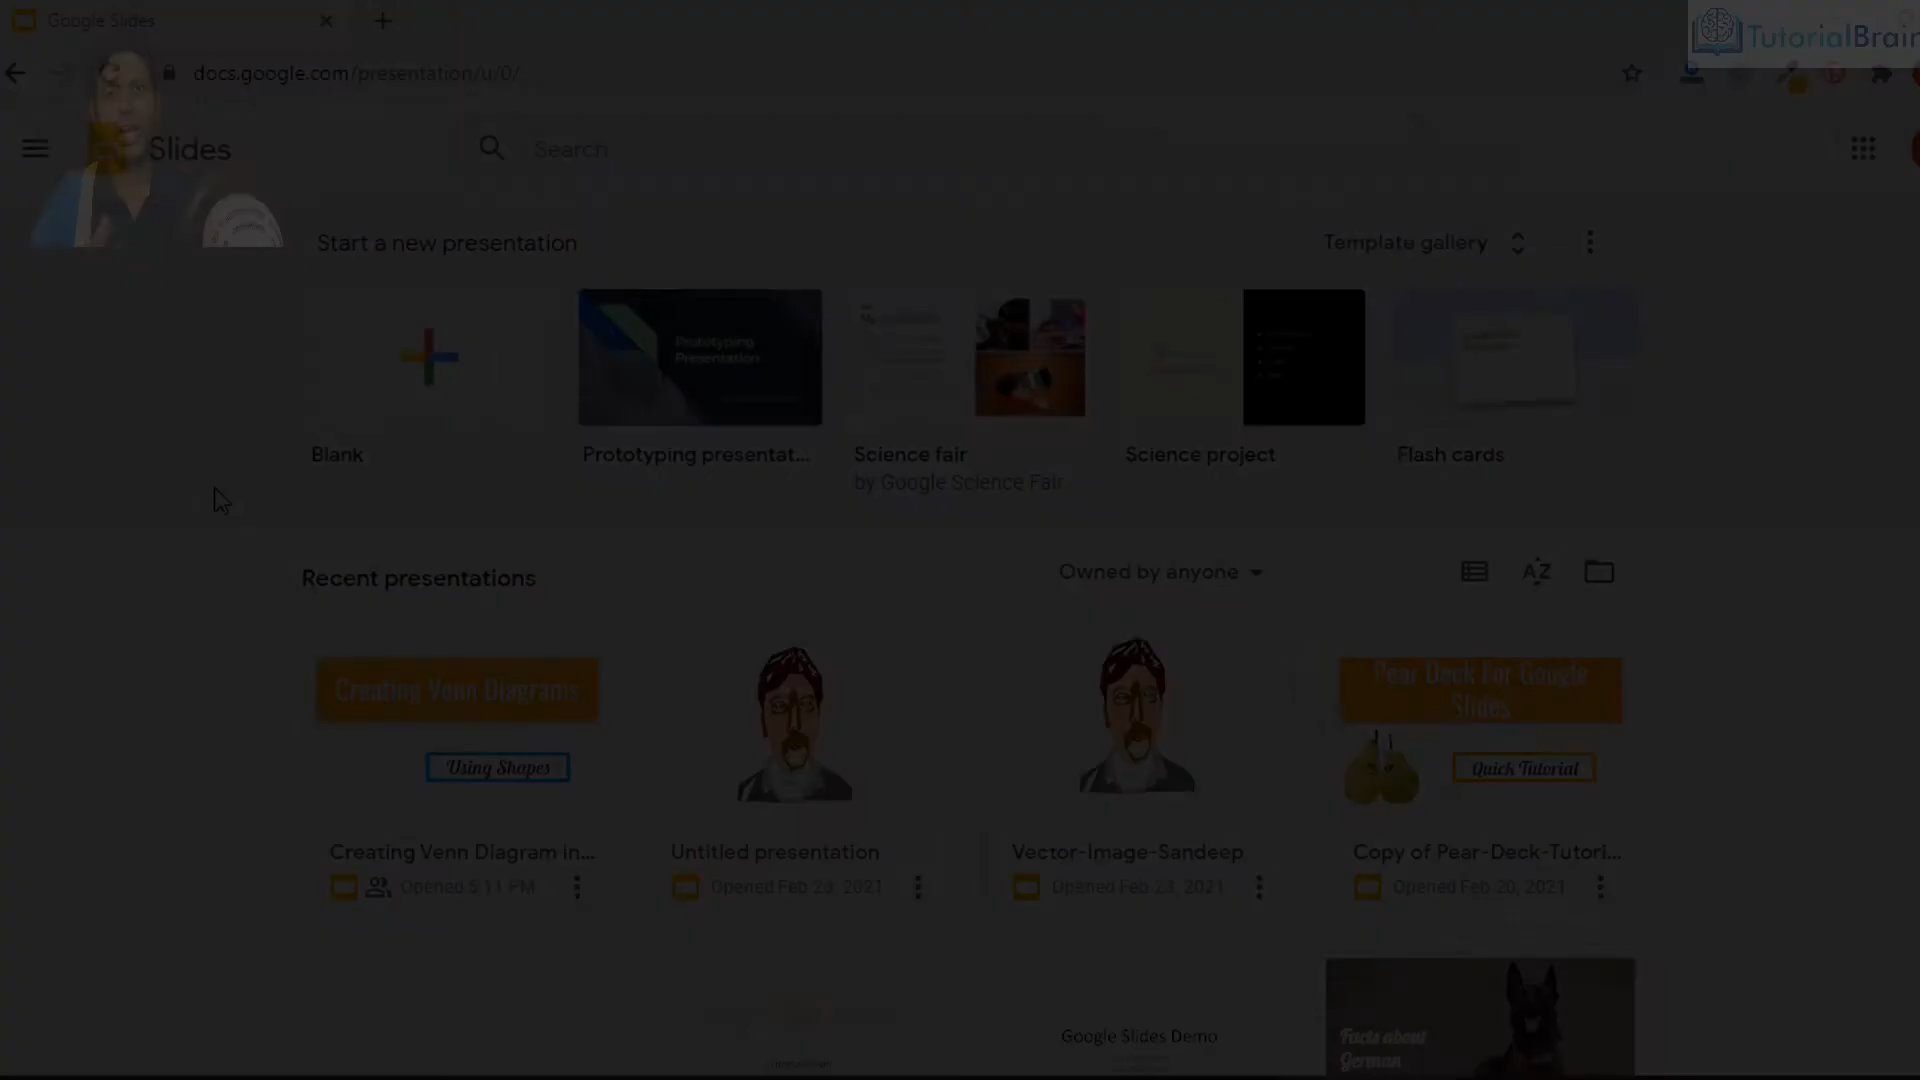 Google Slides
TutorialBrain
docs.google.com/presentation/u/0/
Slides
Search
Start a new presentation
Template gallery
Prototyping
Presentation
Blank
Prototyping presentat...
Science fair
Science project
Flash cards
by Google Science Fair
Recent presentations
Owned by anyone
AZ
Creating Venn Diagrams
Pear Deck For Google
Slides
Using Shapes
Quick Tutorial
Creating Venn Diagram in...
Untitled presentation
Vector-Image-Sandeep
Copy of Pear-Deck-Tutori...
Opened 5:11 PM
Opened Feb 23, 2021
Opened Feb 23, 2021
Opened Feb 20, 2021
Google Slides Demo
Facts about
German